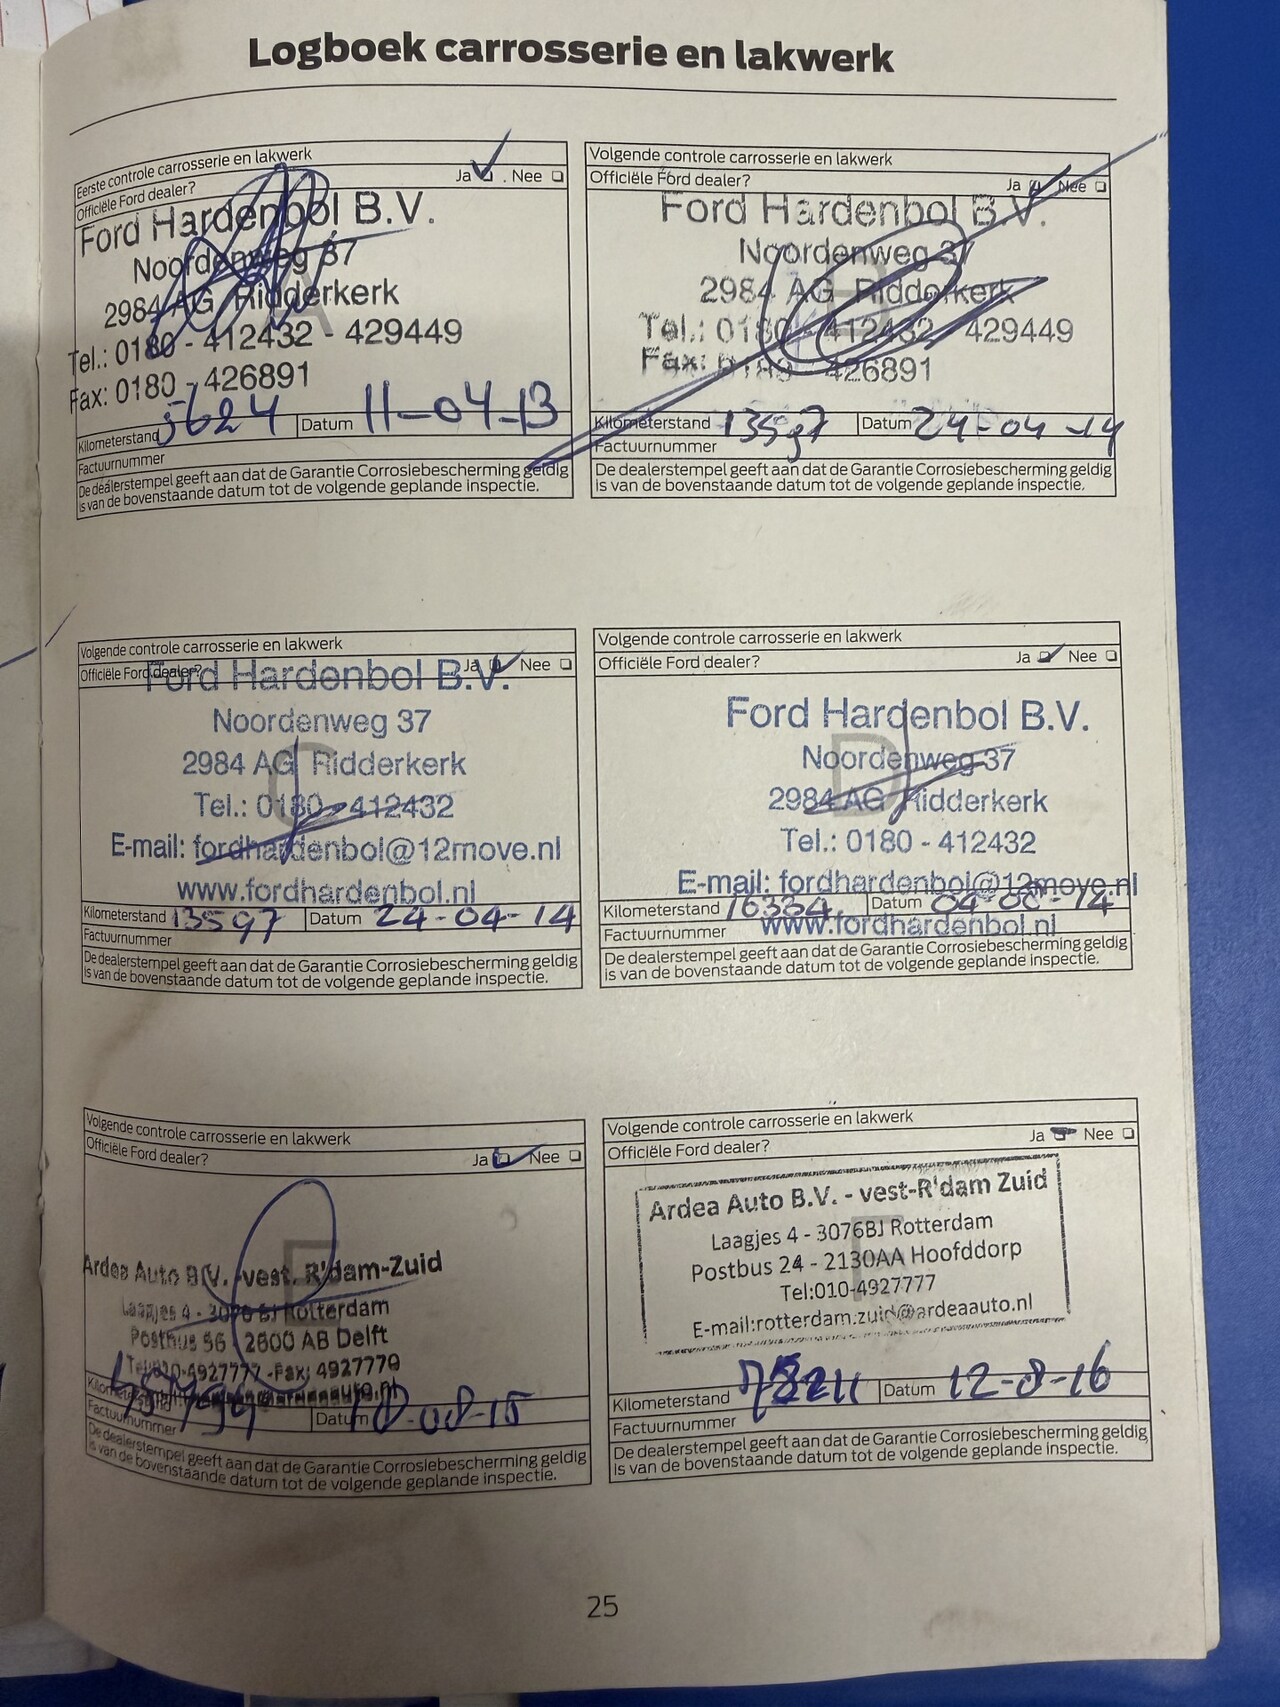 Logboek carrosserie en lakwerk
Eerste controle carrosserie en lakwerk
Officiële Ford dealer? Ja Nee
Ford Hardenbol B.V.
Noordenweg 37
2984 AG Ridderkerk
Tel.: 0180 - 412432 - 429449
Fax: 0180 - 426891
Kilometerstand 5624 Datum 11-04-13
Factuurnummer
De dealerstempel geeft aan dat de Garantie Corrosiebescherming geldig
is van de bovenstaande datum tot de volgende geplande inspectie.
Volgende controle carrosserie en lakwerk
Officiële Ford dealer? Ja Nee
Ford Hardenbol B.V.
Noordenweg 37
2984 AG Ridderkerk
Tel.: 0180 - 412432 - 429449
Fax: 0180 - 426891
Kilometerstand 13597 Datum 24-04-14
Factuurnummer
De dealerstempel geeft aan dat de Garantie Corrosiebescherming geldig
is van de bovenstaande datum tot de volgende geplande inspectie.
Volgende controle carrosserie en lakwerk
Officiële Ford dealer? Ja Nee
Ford Hardenbol B.V.
Noordenweg 37
2984 AG Ridderkerk
C
Tel.: 0180 - 412432
E-mail: fordhardenbol@12move.nl
www.fordhardenbol.nl
Kilometerstand 13597 Datum 24-04-14
Factuurnummer
De dealerstempel geeft aan dat de Garantie Corrosiebescherming geldig
is van de bovenstaande datum tot de volgende geplande inspectie.
Volgende controle carrosserie en lakwerk
Officiële Ford dealer? Ja Nee
Ford Hardenbol B.V.
Noordenweg 37
2984 AG Ridderkerk
D
Tel.: 0180 - 412432
E-mail: fordhardenbol@12move.nl
Kilometerstand Datum
Factuurnummer www.fordhardenbol.nl
De dealerstempel geeft aan dat de Garantie Corrosiebescherming geldig
is van de bovenstaande datum tot de volgende geplande inspectie.
Volgende controle carrosserie en lakwerk
Officiële Ford dealer? Ja Nee
Ardea Auto B.V. -vest. R'dam-Zuid
E
Laagjes 4 - 3076 BJ Rotterdam
Postbus 56 - 2600 AB Delft
Tel:010-4927777 -Fax: 4927779
Kilometerstand Datum 18-08-15
Factuurnummer
De dealerstempel geeft aan dat de Garantie Corrosiebescherming geldig
is van de bovenstaande datum tot de volgende geplande inspectie.
Volgende controle carrosserie en lakwerk
Officiële Ford dealer? Ja Nee
Ardea Auto B.V. - vest-R'dam Zuid
Laagjes 4 - 3076BJ Rotterdam
F
Postbus 24 - 2130AA Hoofddorp
Tel:010-4927777
E-mail:rotterdam.zuid@ardeaauto.nl
Kilometerstand Datum 12-8-16
Factuurnummer
De dealerstempel geeft aan dat de Garantie Corrosiebescherming geldig
is van de bovenstaande datum tot de volgende geplande inspectie.
25